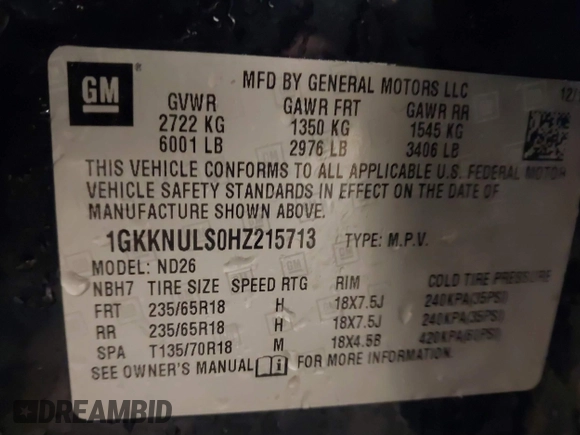 GM
®
MFD BY GENERAL MOTORS LLC
GVWR GAWR FRT GAWR RR
2722 KG 1350 KG 1545 KG
6001 LB 2976 LB 3406 LB
THIS VEHICLE CONFORMS TO ALL APPLICABLE U.S. FEDERAL MOTOR
VEHICLE SAFETY STANDARDS IN EFFECT ON THE DATE OF
MANUFACTURE SHOWN ABOVE.
1GKKNULS0HZ215713 TYPE: M.P.V.
MODEL: ND26
NBH7 TIRE SIZE SPEED RTG RIM COLD TIRE PRESSURE
FRT 235/65R18 H 18X7.5J 240KPA(35PSI)
RR 235/65R18 H 18X7.5J 240KPA(35PSI)
SPA T135/70R18 M 18X4.5B 420KPA(60PSI)
SEE OWNER'S MANUAL FOR MORE INFORMATION.
DREAMBID